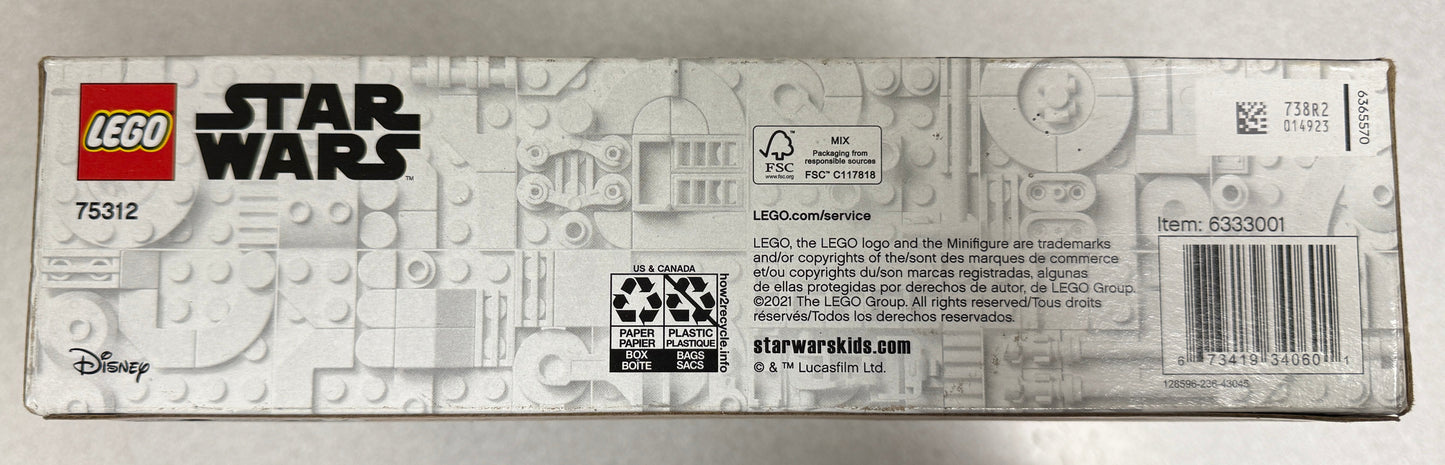 LEGO
STAR
WARS™
75312
Disney
US & CANADA
PAPER
PAPIER
BOX
BOÎTE
PLASTIC
PLASTIQUE
BAGS
SACS
how2recycle.info
FSC™
www.fsc.org
MIX
Packaging from
responsible sources
FSC™ C117818
LEGO.com/service
LEGO, the LEGO logo and the Minifigure are trademarks
and/or copyrights of the/sont des marques de commerce
et/ou copyrights du/son marcas registradas, algunas
de ellas protegidas por derechos de autor, de LEGO Group.
©2021 The LEGO Group. All rights reserved/Tous droits
réservés/Todos los derechos reservados.
starwarskids.com
© & ™ Lucasfilm Ltd.
738R2
014923
6365570
Item: 6333001
6 73419 34060 1
128596-236-43045